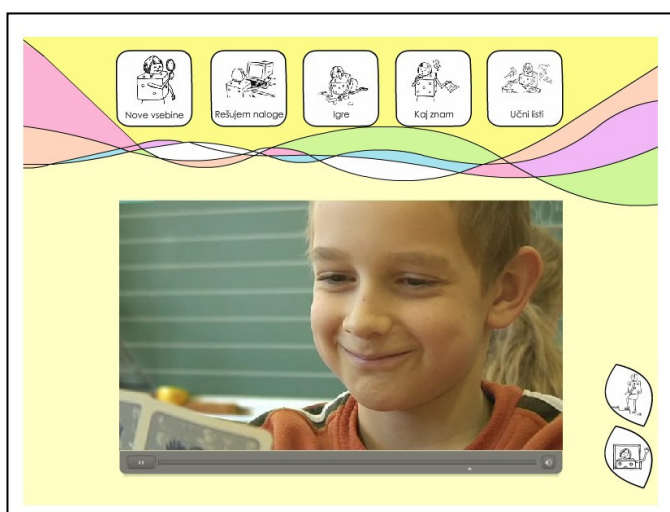 Nove vsebine
Rešujem naloge
Igre
Kaj znam
Učni listi